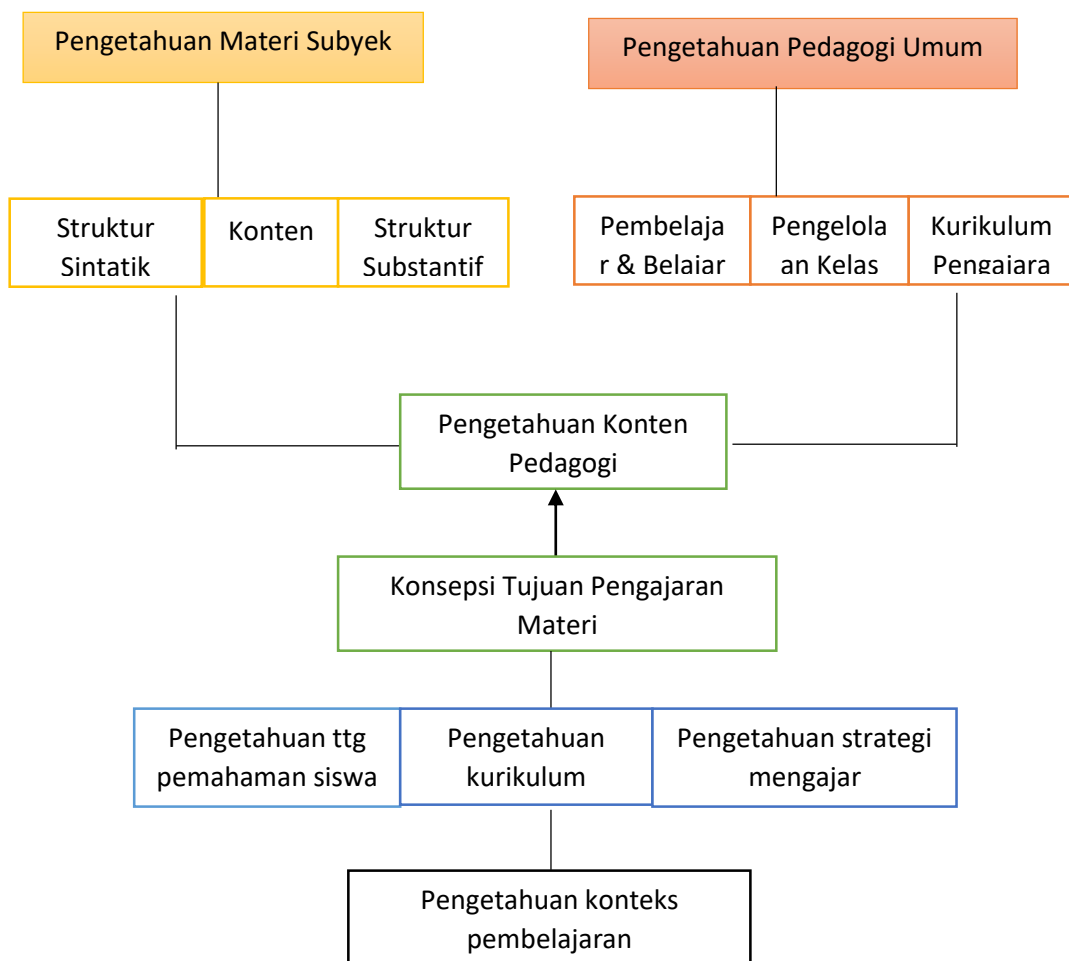 Pengetahuan Materi Subyek
Pengetahuan Pedagogi Umum
Struktur
Sintatik
Konten
Struktur
Substantif
Pembelaja
r & Belajar
Pengelola
an Kelas
Kurikulum
Pengajara
Pengetahuan Konten
Pedagogi
Konsepsi Tujuan Pengajaran
Materi
Pengetahuan ttg
pemahaman siswa
Pengetahuan
kurikulum
Pengetahuan strategi
mengajar
Pengetahuan konteks
pembelajaran